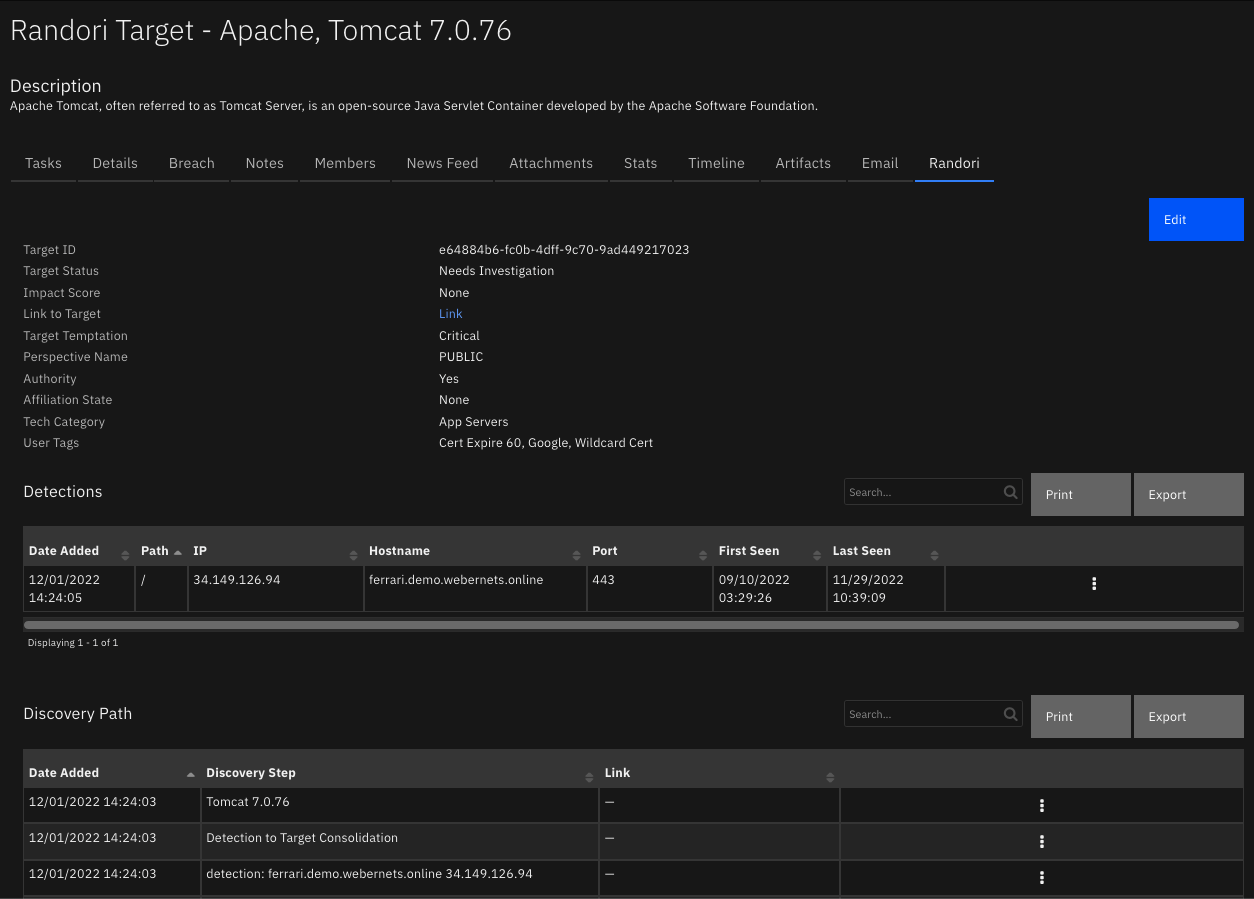 Randori Target - Apache, Tomcat 7.0.76
Description
Apache Tomcat, often referred to as Tomcat Server, is an open-source Java Servlet Container developed by the Apache Software Foundation.
Tasks Details Breach Notes Members News Feed Attachments Stats Timeline Artifacts Email Randori
Edit
Target ID e64884b6-fc0b-4dff-9c70-9ad449217023
Target Status Needs Investigation
Impact Score None
Link to Target Link
Target Temptation Critical
Perspective Name PUBLIC
Authority Yes
Affiliation State None
Tech Category App Servers
User Tags Cert Expire 60, Google, Wildcard Cert
Detections Search... Print Export
Date Added Path IP Hostname Port First Seen Last Seen
12/01/2022 / 34.149.126.94 ferrari.demo.webernets.online 443 09/10/2022 11/29/2022
14:24:05 03:29:26 10:39:09
Displaying 1 - 1 of 1
Discovery Path Search... Print Export
Date Added Discovery Step Link
12/01/2022 14:24:03 Tomcat 7.0.76 —
12/01/2022 14:24:03 Detection to Target Consolidation —
12/01/2022 14:24:03 detection: ferrari.demo.webernets.online 34.149.126.94 —